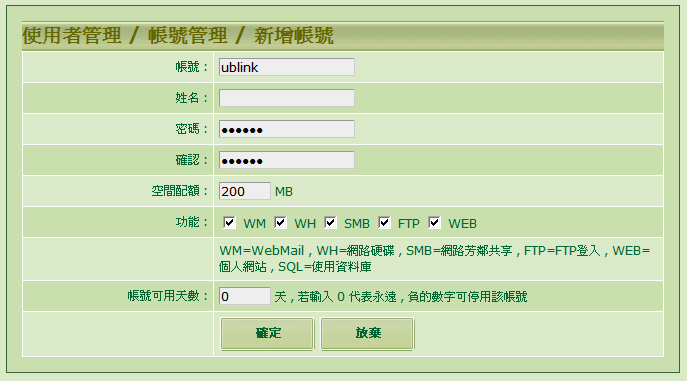 使用者管理 / 帳號管理 / 新增帳號
帳號： ublink
姓名：
密碼： ••••••
確認： ••••••
空間配額： 200 MB
功能： WM WH SMB FTP WEB
WM=WebMail , WH=網路硬碟 , SMB=網路芳鄰共享 , FTP=FTP登入 , WEB=
個人網站 , SQL=使用資料庫
帳號可用天數： 0 天 , 若輸入 0 代表永遠 , 負的數字可停用該帳號
確定 放棄